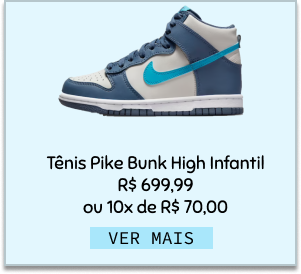 Tênis Pike Bunk High Infantil
R$ 699,99
ou 10x de R$ 70,00
VER MAIS